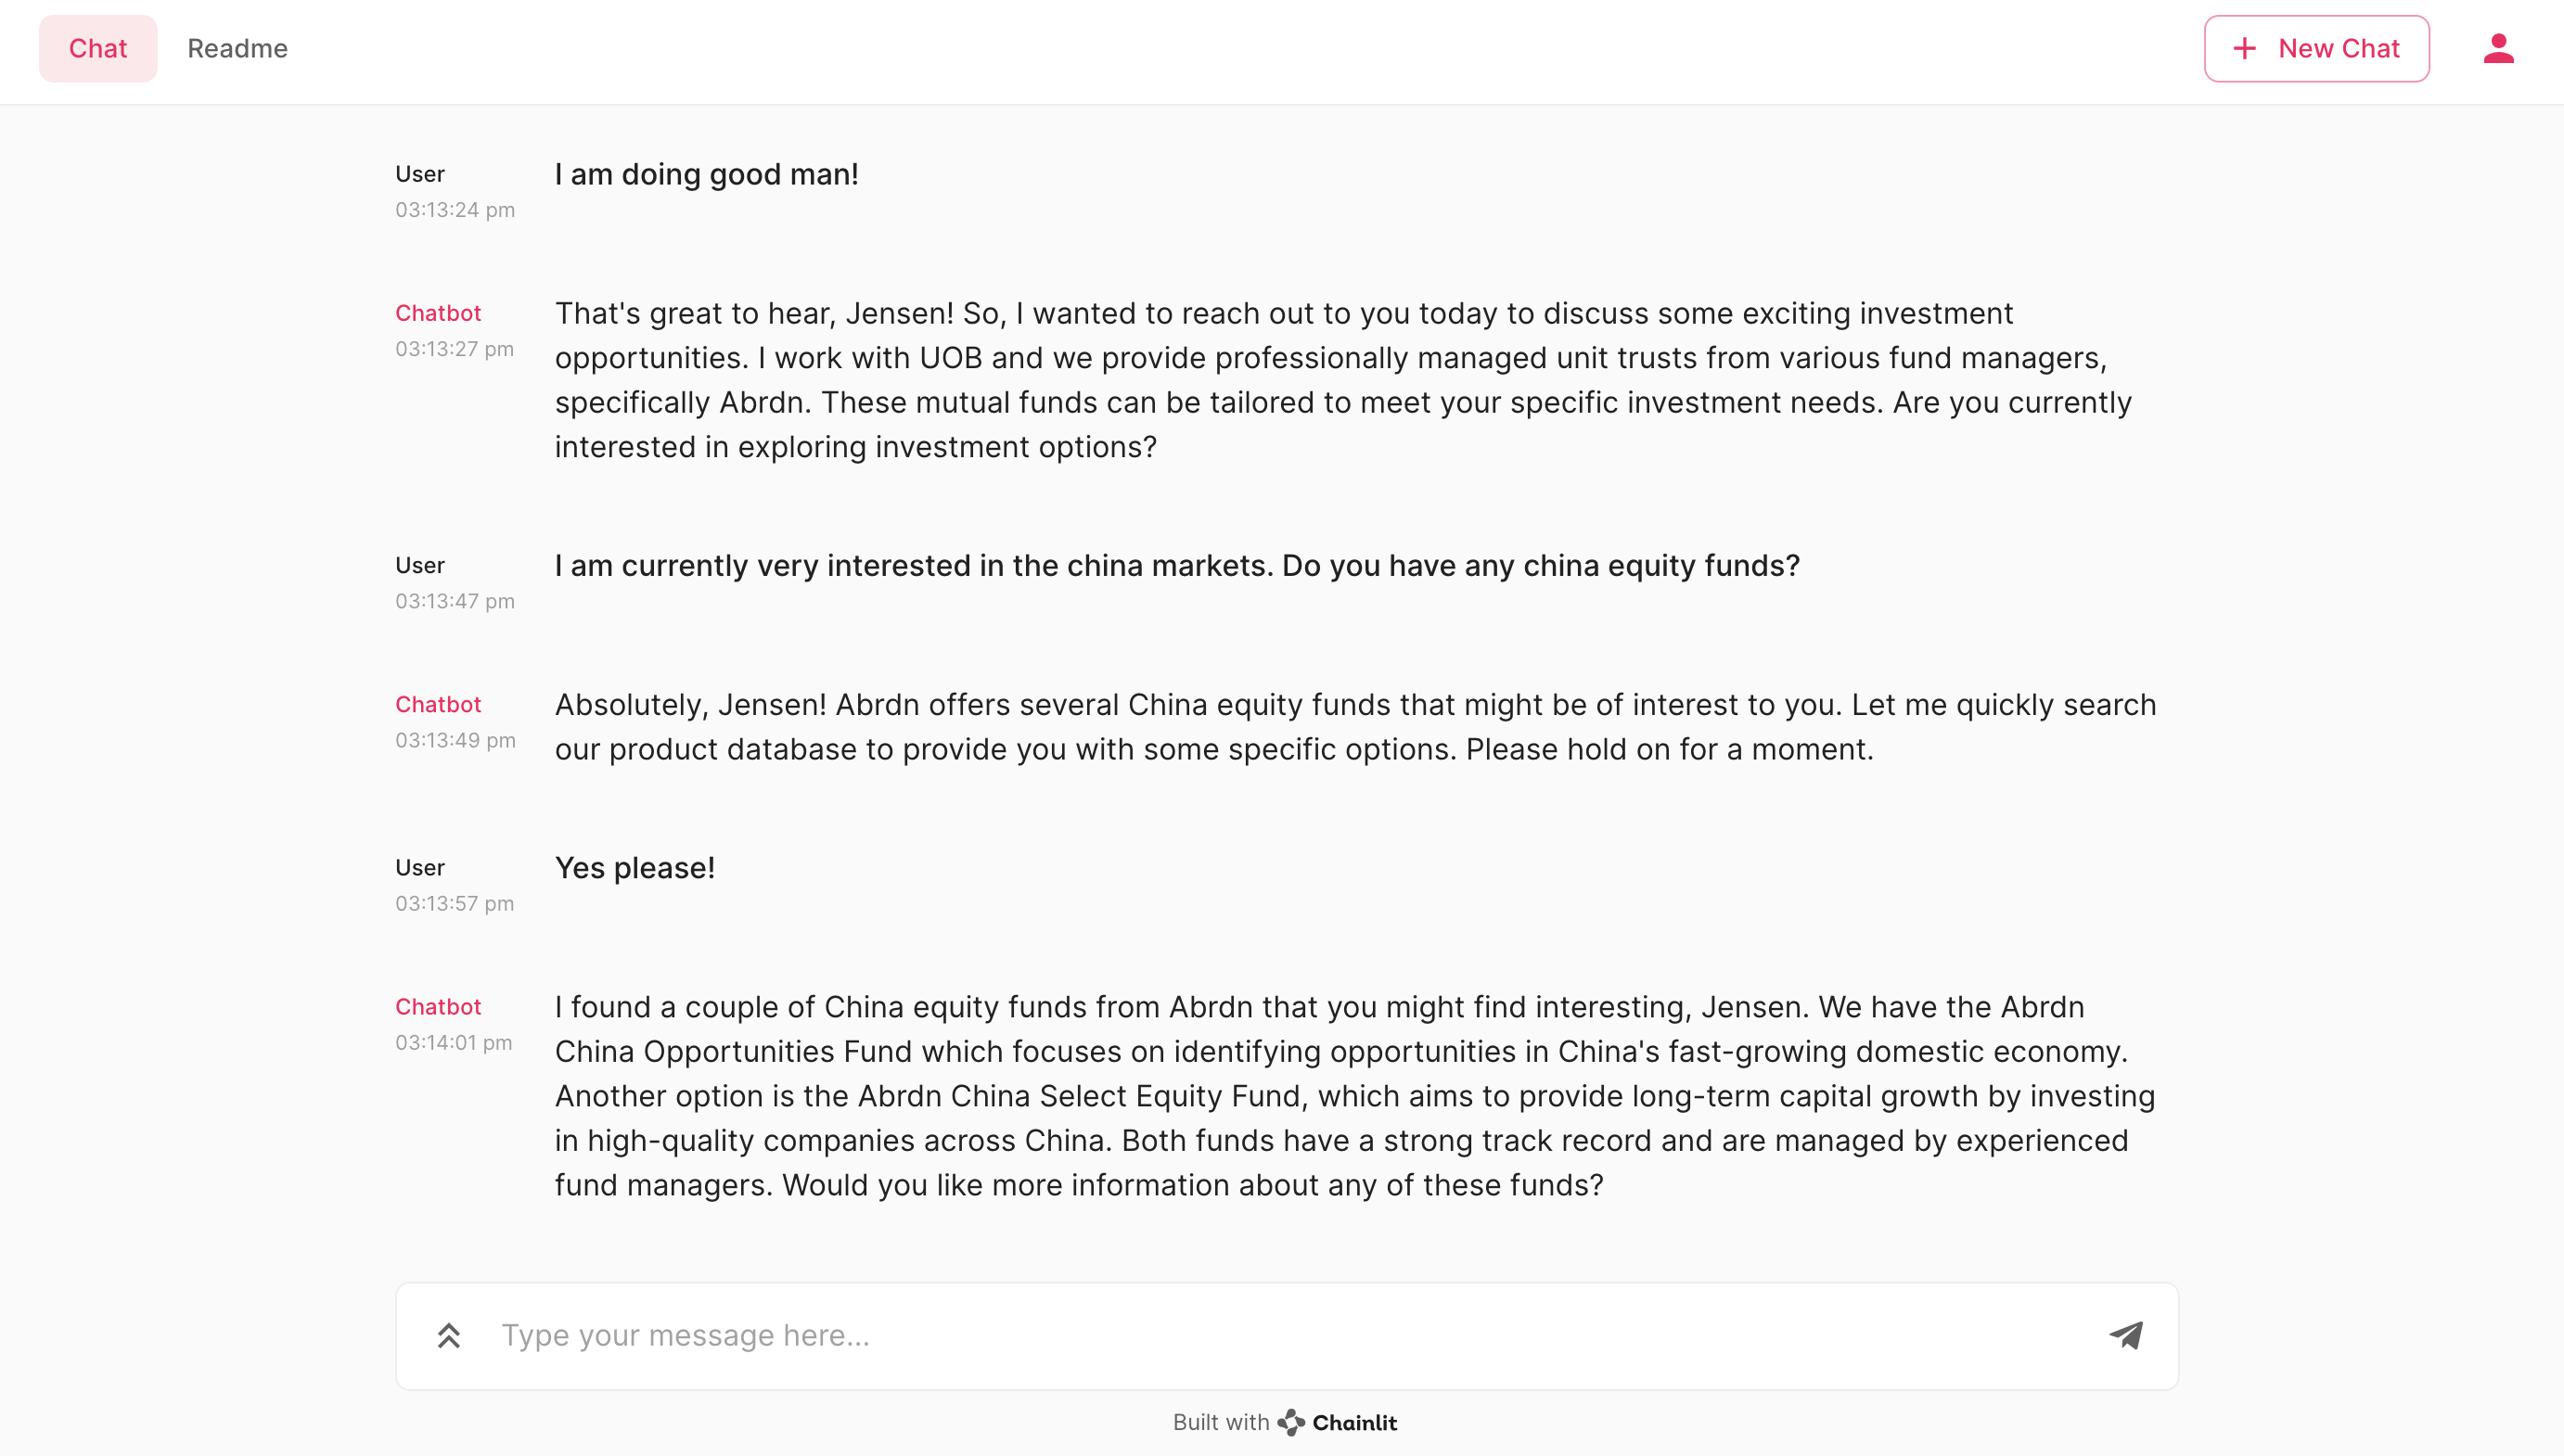 Chat
Readme
New Chat
User
I am doing good man!
03:13:24 pm
Chatbot
That's great to hear, Jensen! So, I wanted to reach out to you today to discuss some exciting investment
03:13:27 pm
opportunities. I work with UOB and we provide professionally managed unit trusts from various fund managers,
specifically Abrdn. These mutual funds can be tailored to meet your specific investment needs. Are you currently
interested in exploring investment options?
User
I am currently very interested in the china markets. Do you have any china equity funds?
03:13:47 pm
Chatbot
Absolutely, Jensen! Abrdn offers several China equity funds that might be of interest to you. Let me quickly search
03:13:49 pm
our product database to provide you with some specific options. Please hold on for a moment.
User
Yes please!
03:13:57 pm
Chatbot
I found a couple of China equity funds from Abrdn that you might find interesting, Jensen. We have the Abrdn
03:14:01 pm
China Opportunities Fund which focuses on identifying opportunities in China's fast-growing domestic economy.
Another option is the Abrdn China Select Equity Fund, which aims to provide long-term capital growth by investing
in high-quality companies across China. Both funds have a strong track record and are managed by experienced
fund managers. Would you like more information about any of these funds?
Type your message here...
Built with Chainlit